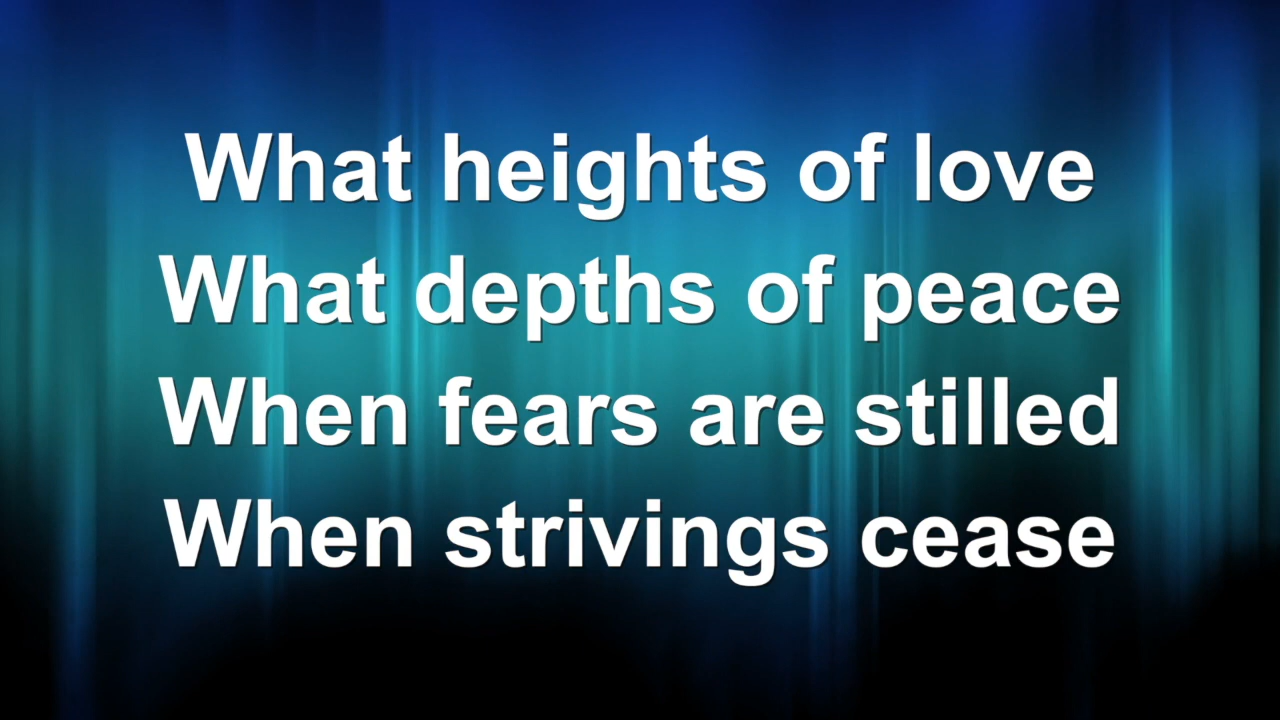 What heights of love
What depths of peace
When fears are stilled
When strivings cease